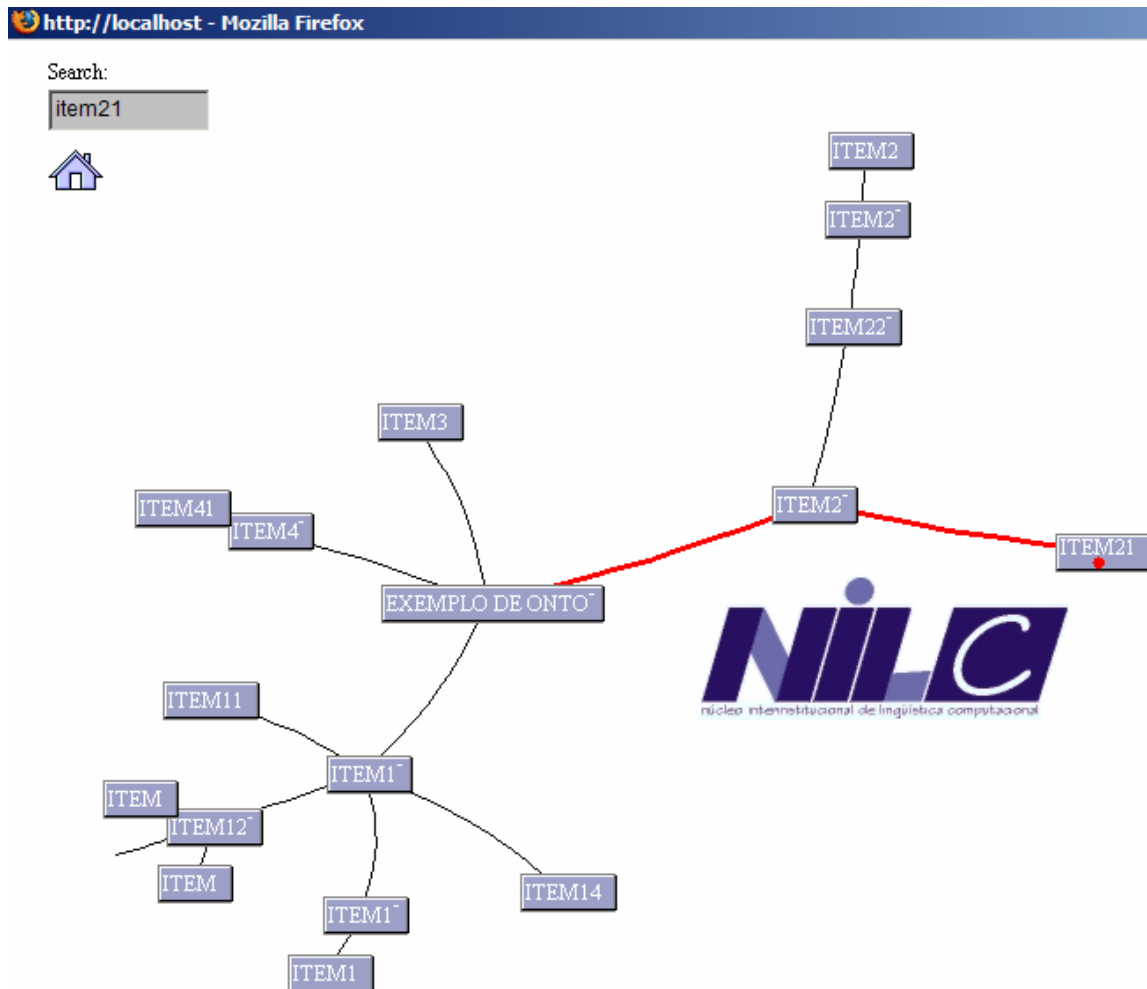 http://localhost - Mozilla Firefox
Search:
item21
ITEM2
ITEM2-
ITEM22-
ITEM3
ITEM41
ITEM4-
ITEM2-
ITEM21
EXEMPLO DE ONTO-
NILC
núcleo interinstitucional de lingüística computacional
ITEM11
ITEM1-
ITEM
ITEM12-
ITEM
ITEM14
ITEM1-
ITEM1